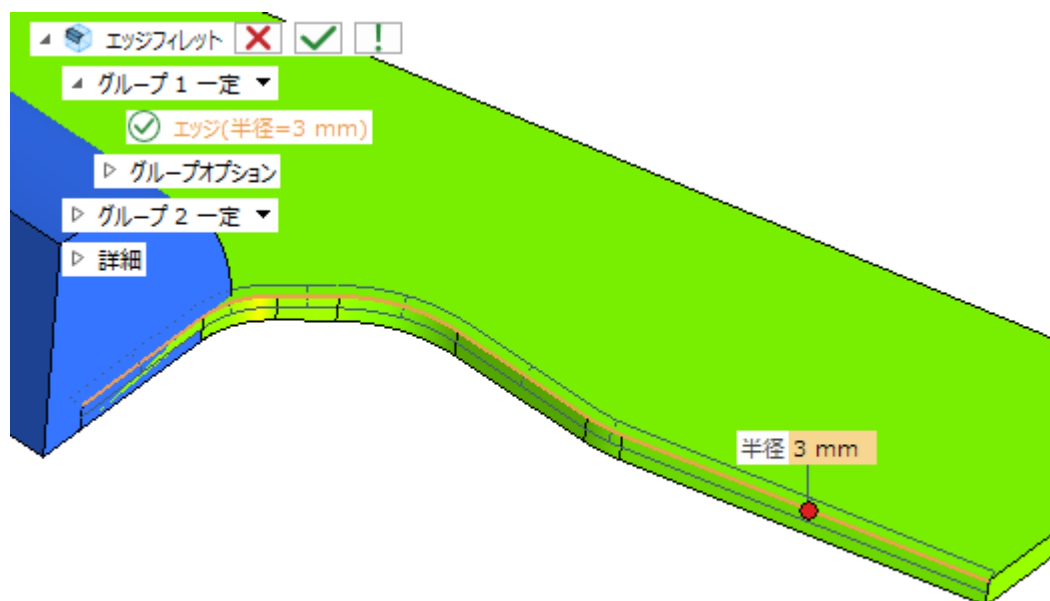 エッジフィレット
グループ 1 一定
エッジ(半径=3 mm)
グループオプション
グループ 2 一定
詳細
半径 3 mm